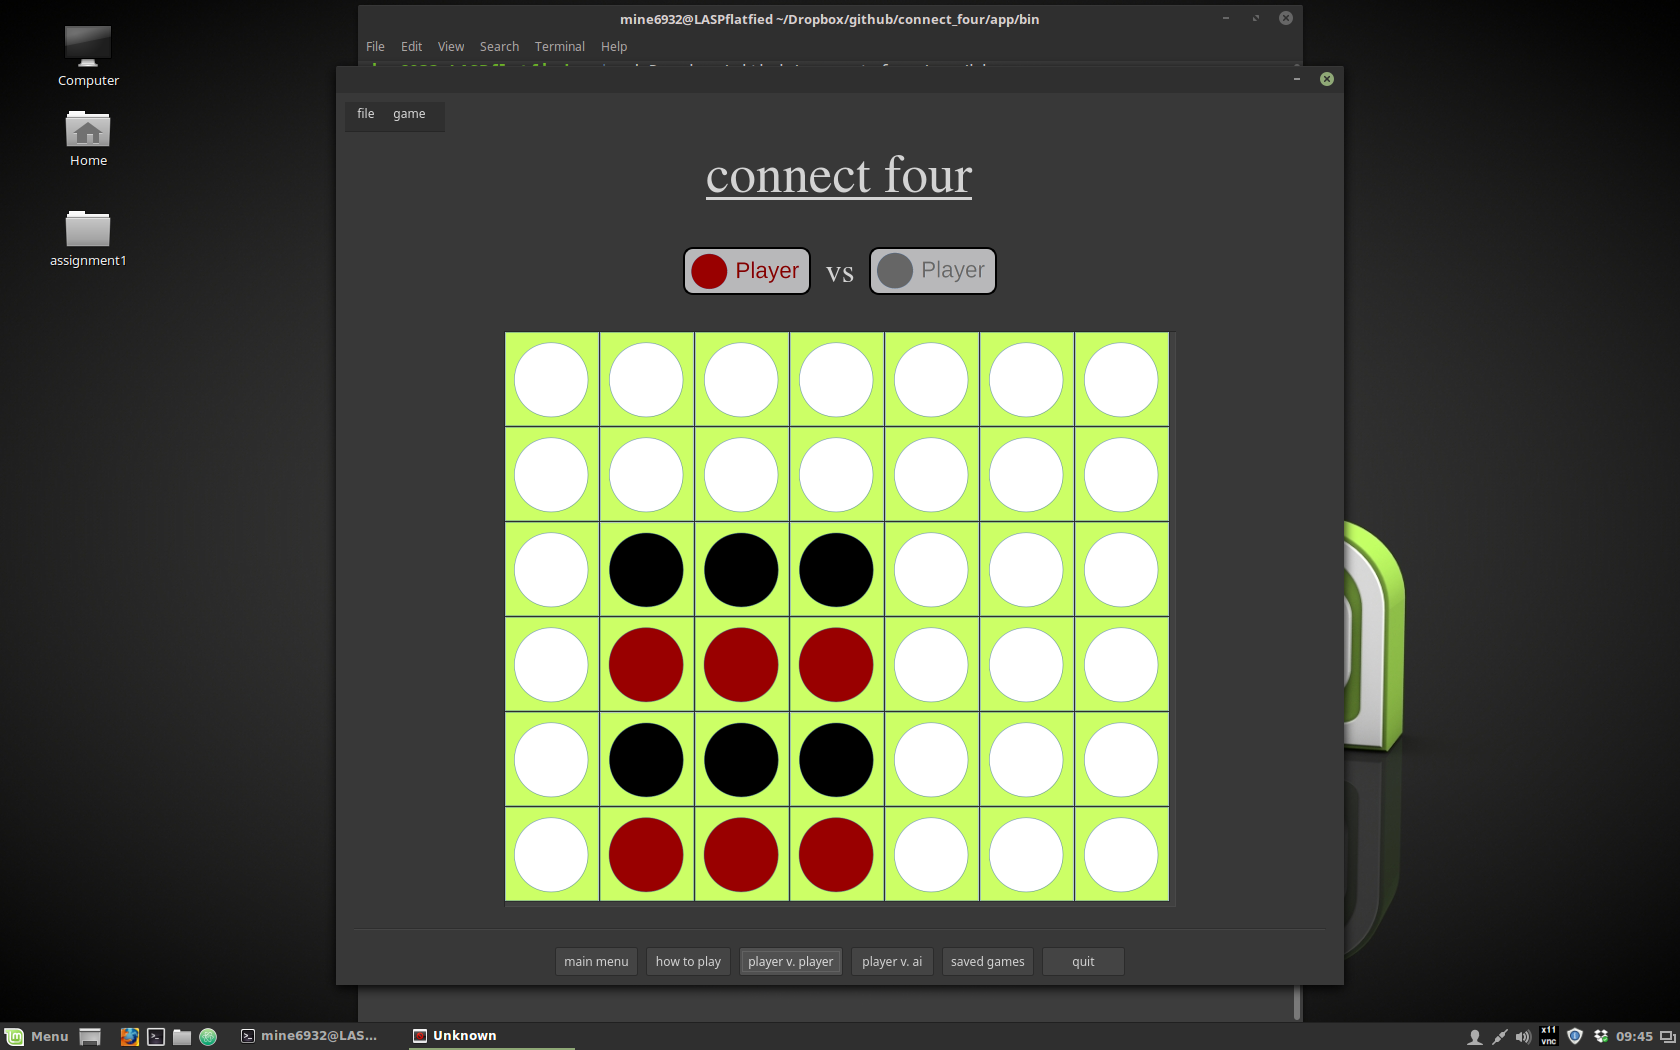 mine6932@LASPflatfied ~/Dropbox/github/connect_four/app/bin
File Edit View Search Terminal Help
Computer
Home
assignment1
file game
connect four
Player vs Player
main menu how to play player v. player player v. ai saved games quit
Menu mine6932@LAS... Unknown x11 vnc 09:45